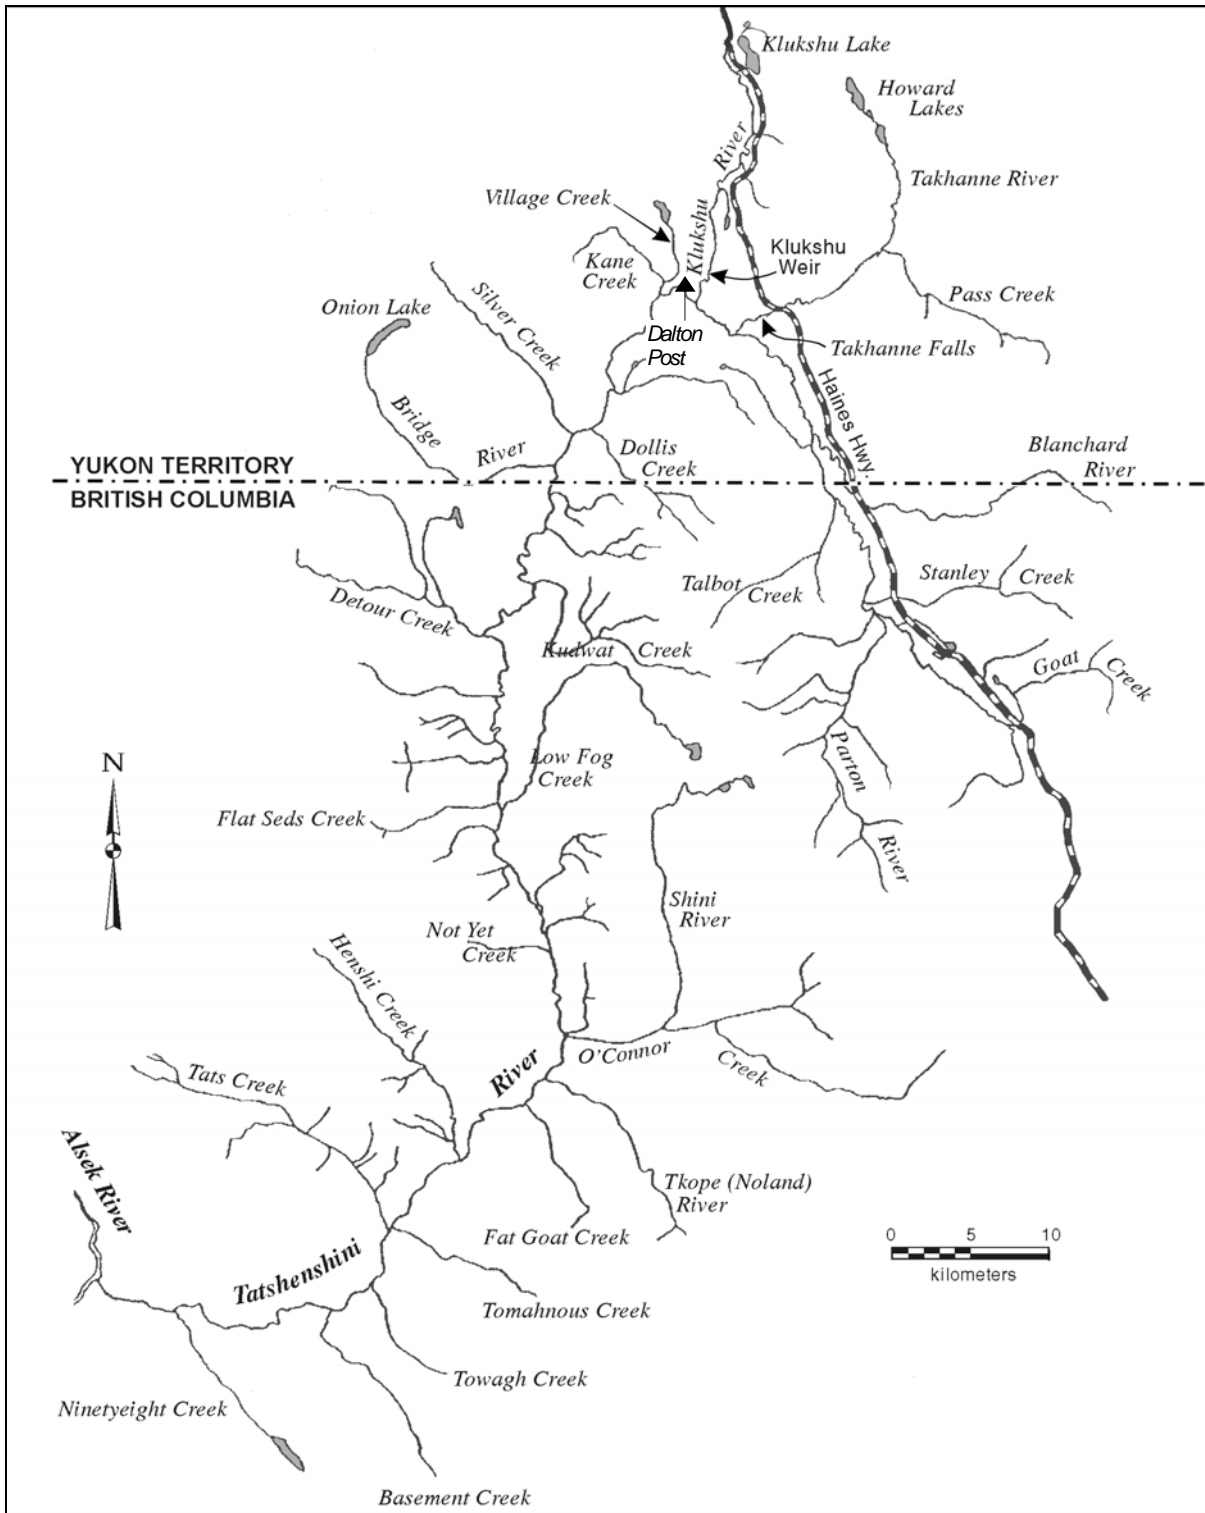 Klukshu Lake
Howard
Lakes
River
Takhanne River
Village Creek
Klukshu
Klukshu
Weir
Kane
Creek
Pass Creek
Silver Creek
Onion Lake
Dalton
Post
Takhanne Falls
Haines Hwy.
Bridge
River
Dollis
Creek
Blanchard
River
YUKON TERRITORY
BRITISH COLUMBIA
Stanley
Creek
Talbot
Creek
Detour Creek
Kudwat
Creek
Goat
Creek
Parton
River
N
Low Fog
Creek
Flat Seds Creek
Shini
River
Not Yet
Creek
Henshi Creek
O'Connor
Creek
River
Tats Creek
Alsek River
Tkope (Noland)
River
Fat Goat Creek
Tatshenshini
0 5 10
kilometers
Tomahnous Creek
Towagh Creek
Ninetyeight Creek
Basement Creek